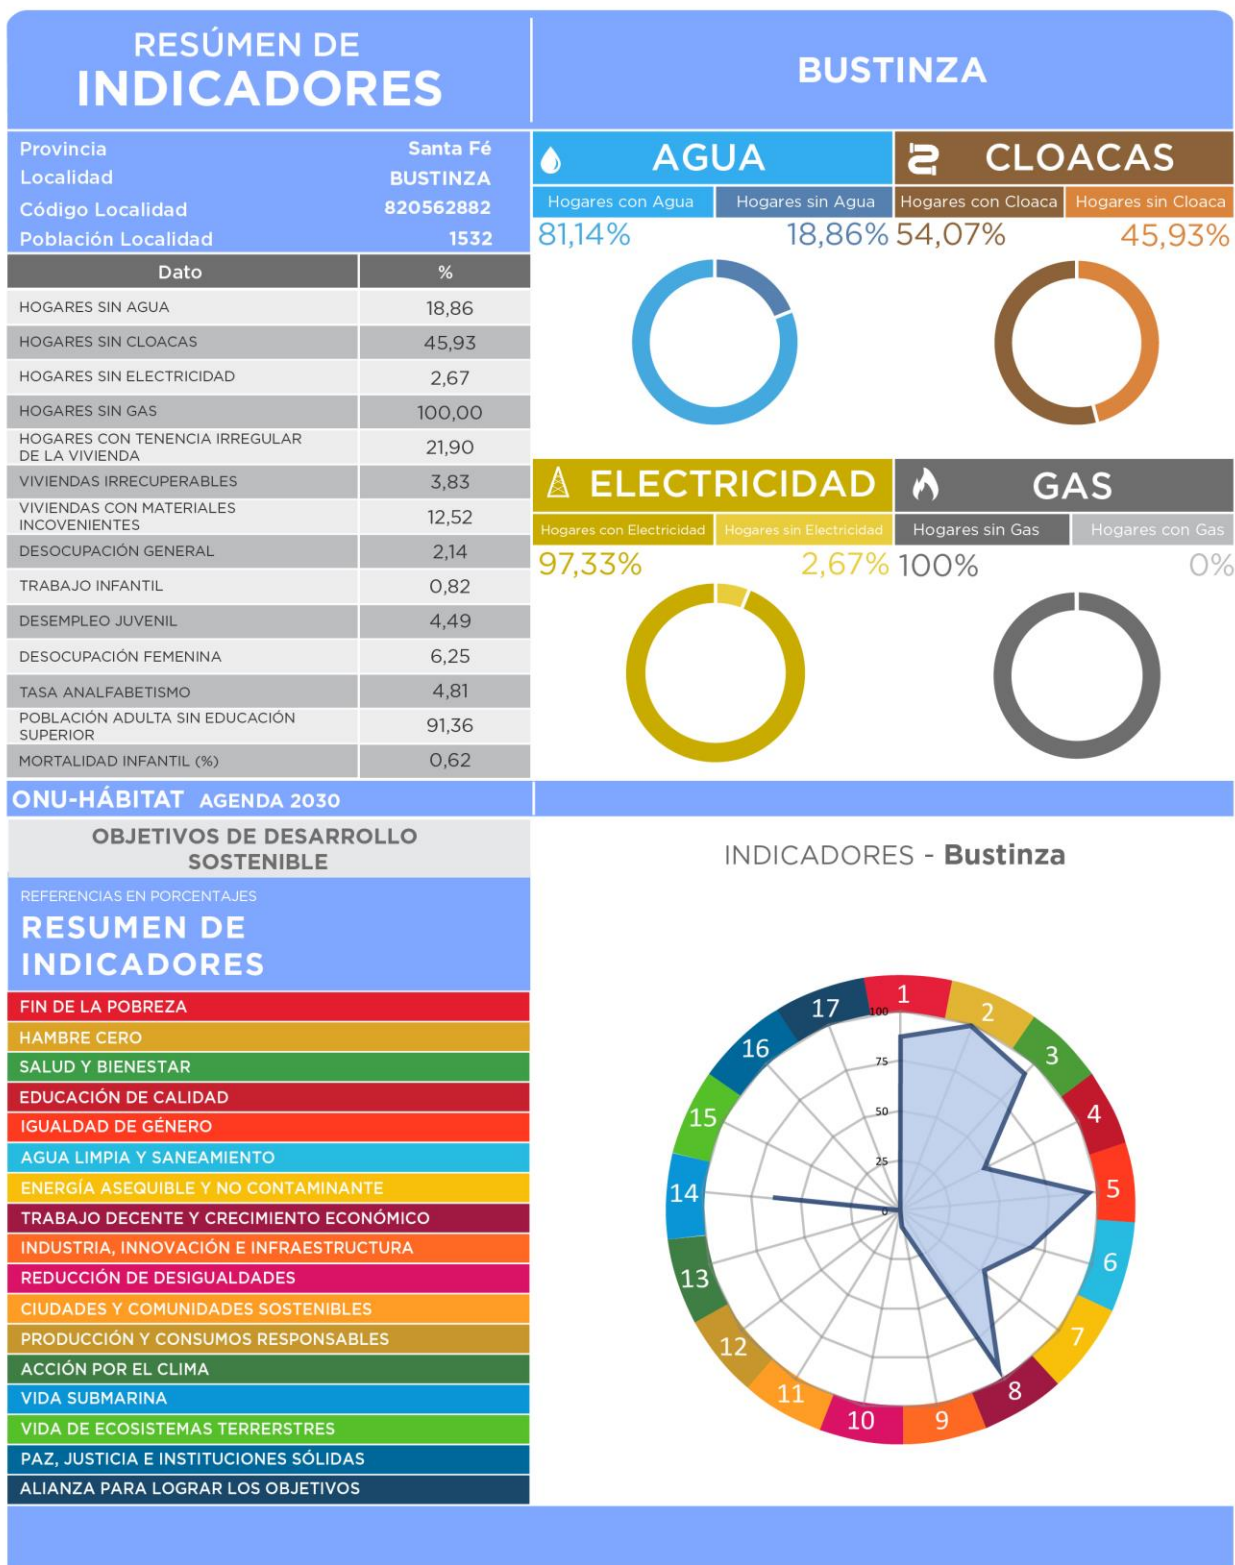 RESÚMEN DE
INDICADORES
BUSTINZA
Provincia Santa Fé
Localidad BUSTINZA
Código Localidad 820562882
Población Localidad 1532
Dato %
HOGARES SIN AGUA 18,86
HOGARES SIN CLOACAS 45,93
HOGARES SIN ELECTRICIDAD 2,67
HOGARES SIN GAS 100,00
HOGARES CON TENENCIA IRREGULAR
DE LA VIVIENDA 21,90
VIVIENDAS IRRECUPERABLES 3,83
VIVIENDAS CON MATERIALES
INCOVENIENTES 12,52
DESOCUPACIÓN GENERAL 2,14
TRABAJO INFANTIL 0,82
DESEMPLEO JUVENIL 4,49
DESOCUPACIÓN FEMENINA 6,25
TASA ANALFABETISMO 4,81
POBLACIÓN ADULTA SIN EDUCACIÓN
SUPERIOR 91,36
MORTALIDAD INFANTIL (%) 0,62
AGUA
Hogares con Agua Hogares sin Agua
81,14% 18,86%
CLOACAS
Hogares con Cloaca Hogares sin Cloaca
54,07% 45,93%
ELECTRICIDAD
Hogares con Electricidad Hogares sin Electricidad
97,33% 2,67%
GAS
Hogares sin Gas Hogares con Gas
100% 0%
ONU-HÁBITAT AGENDA 2030
OBJETIVOS DE DESARROLLO
SOSTENIBLE
REFERENCIAS EN PORCENTAJES
RESUMEN DE
INDICADORES
FIN DE LA POBREZA
HAMBRE CERO
SALUD Y BIENESTAR
EDUCACIÓN DE CALIDAD
IGUALDAD DE GÉNERO
AGUA LIMPIA Y SANEAMIENTO
ENERGÍA ASEQUIBLE Y NO CONTAMINANTE
TRABAJO DECENTE Y CRECIMIENTO ECONÓMICO
INDUSTRIA, INNOVACIÓN E INFRAESTRUCTURA
REDUCCIÓN DE DESIGUALDADES
CIUDADES Y COMUNIDADES SOSTENIBLES
PRODUCCIÓN Y CONSUMOS RESPONSABLES
ACCIÓN POR EL CLIMA
VIDA SUBMARINA
VIDA DE ECOSISTEMAS TERRERSTRES
PAZ, JUSTICIA E INSTITUCIONES SÓLIDAS
ALIANZA PARA LOGRAR LOS OBJETIVOS
INDICADORES - Bustinza
1
2
3
4
5
6
7
8
9
10
11
12
13
14
15
16
17
100
75
50
25
0